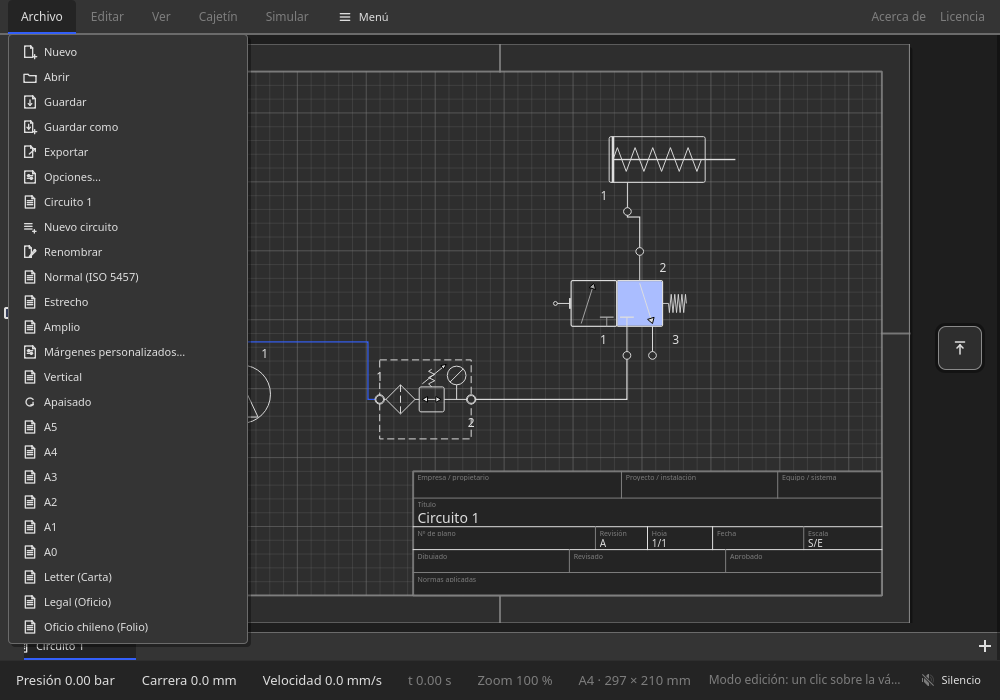 Archivo Editar Ver Cajetín Simular Menú Acerca de Licencia
Nuevo
Abrir
Guardar
Guardar como
Exportar
Opciones...
Circuito 1
Nuevo circuito
Renombrar
Normal (ISO 5457)
Estrecho
Amplio
Márgenes personalizados...
Vertical
Apaisado
A5
A4
A3
A2
A1
A0
Letter (Carta)
Legal (Oficio)
Oficio chileno (Folio)
1
2
1
3
1
1
2
Empresa / propietario Proyecto / instalación Equipo / sistema
Título
Circuito 1
Nº de plano Revisión Hoja Fecha Escala
A 1/1 S/E
Dibujado Revisado Aprobado
Normas aplicadas
Circuito 1
Presión 0.00 bar Carrera 0.0 mm Velocidad 0.0 mm/s t 0.00 s Zoom 100 % A4 · 297 × 210 mm Modo edición: un clic sobre la vá... Silencio